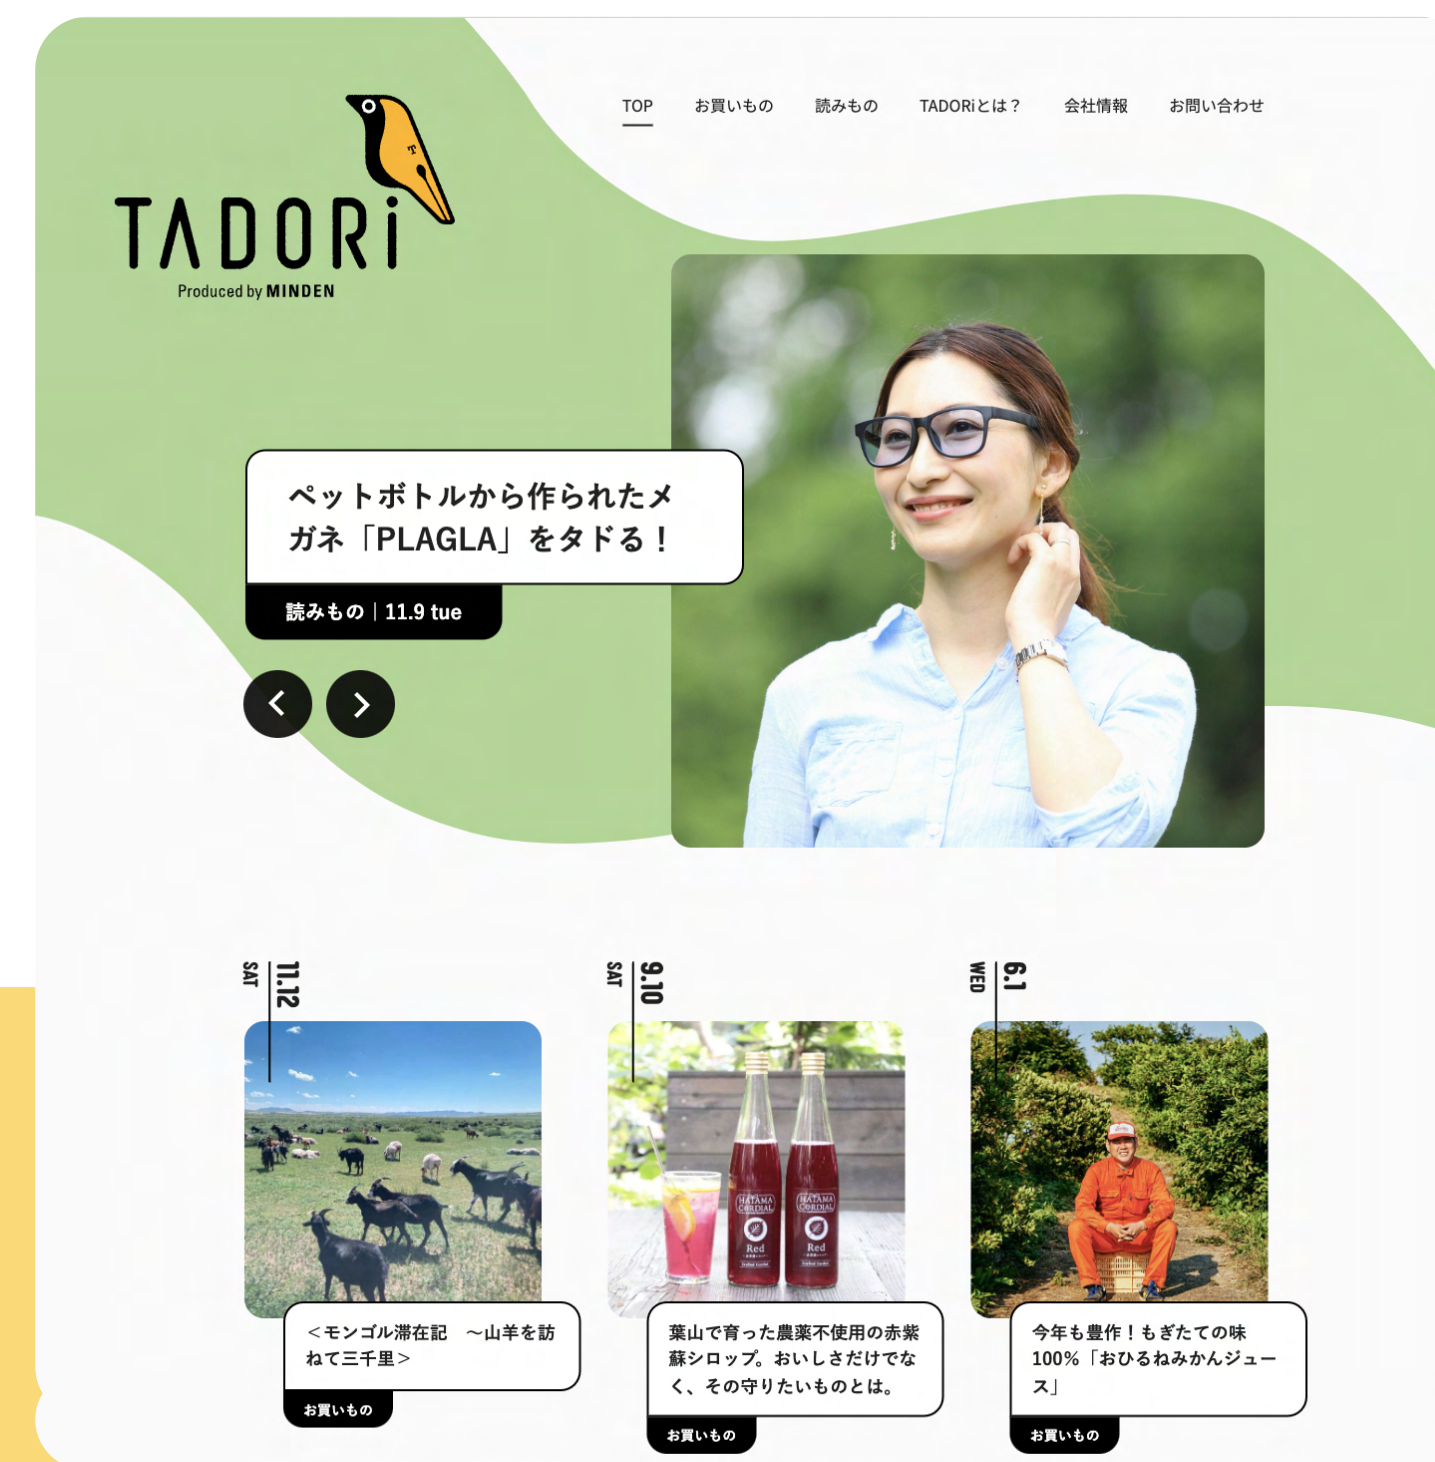 TOP
お買いもの
読みもの
TADORiとは？
会社情報
お問い合わせ
T
TADORi
Produced by MINDEN
ペットボトルから作られたメ
ガネ「PLAGLA」をタドる！
読みもの｜11.9 tue
11.12
SAT
＜モンゴル滞在記　～山羊を訪
ねて三千里＞
お買いもの
9.10
SAT
HAYAMA
CORDIAL
Red
HAYAMA
CORDIAL
Red
葉山で育った農薬不使用の赤紫
蘇シロップ。おいしさだけでな
く、その守りたいものとは。
お買いもの
6.1
WED
今年も豊作！もぎたての味
100%「おひるねみかんジュー
ス」
お買いもの